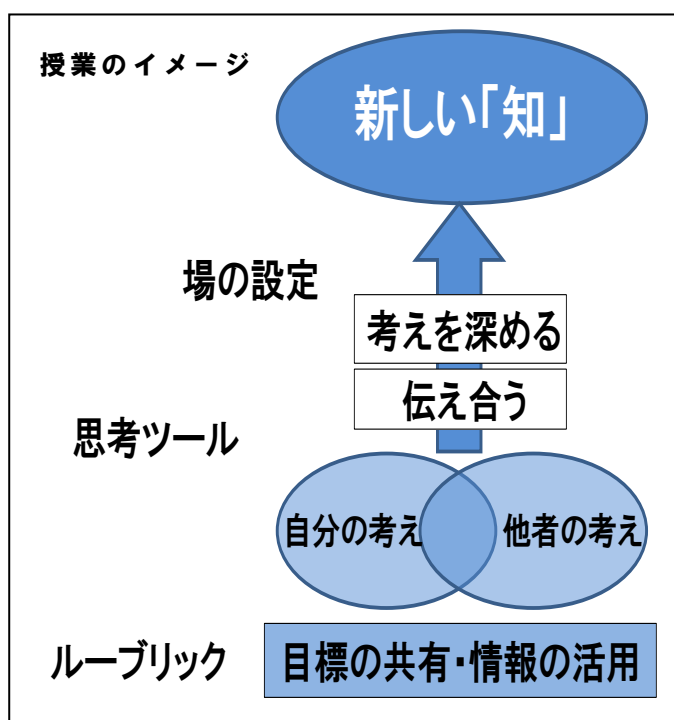 授業のイメージ
新しい「知」
場の設定
考えを深める
伝え合う
思考ツール
自分の考え
他者の考え
ルーブリック
目標の共有・情報の活用